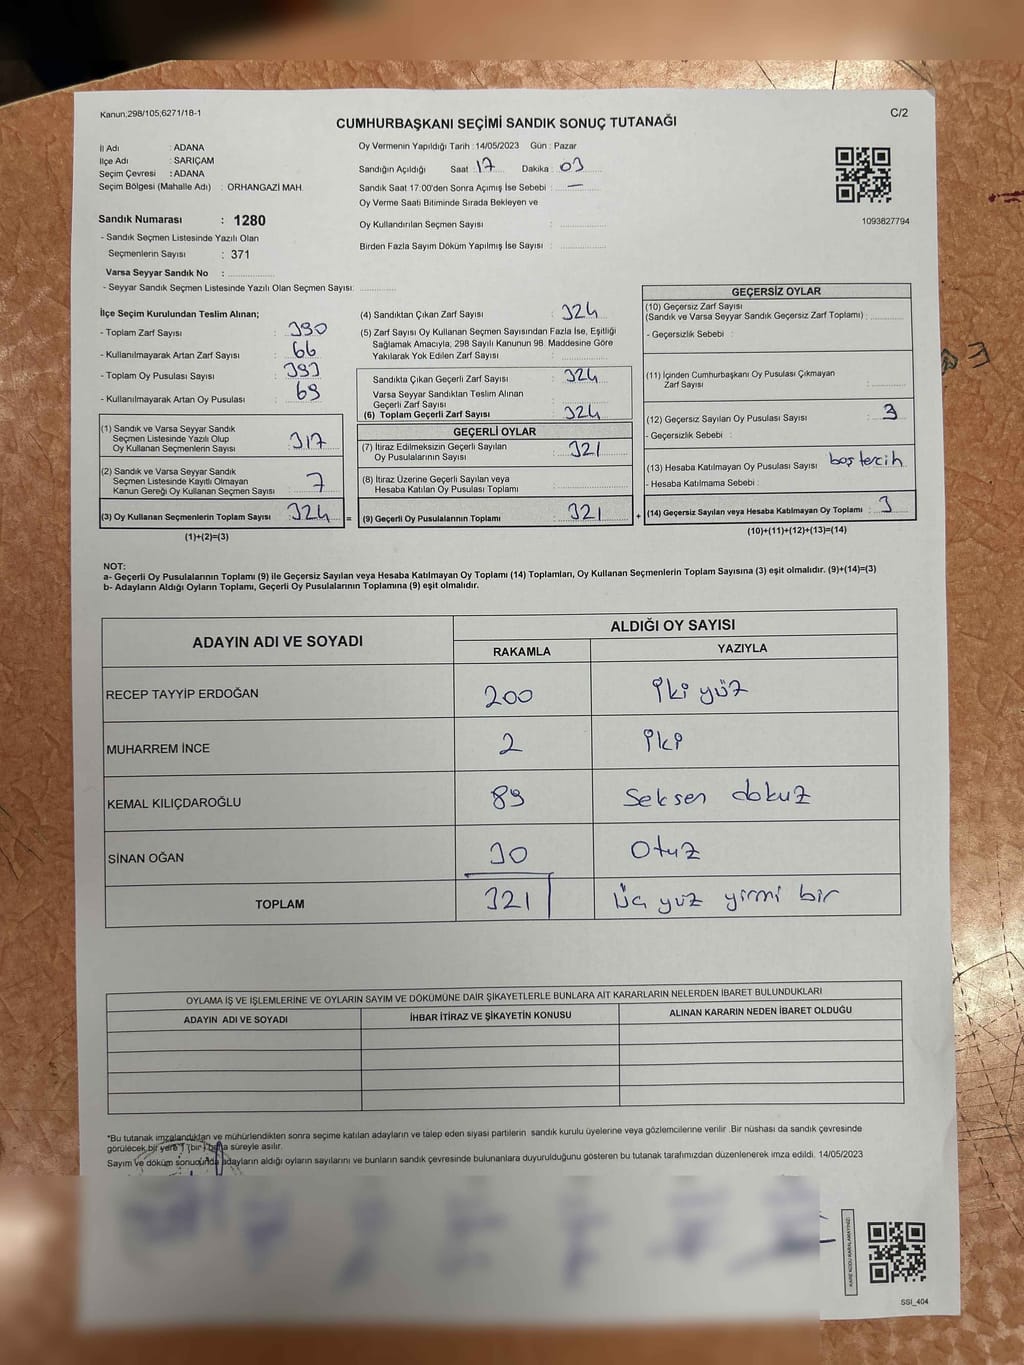 Kanun;298/105;6271/18-1
C/2
CUMHURBAŞKANI SEÇİMİ SANDIK SONUÇ TUTANAĞI
İl Adı : ADANA
İlçe Adı : SARIÇAM
Seçim Çevresi : ADANA
Seçim Bölgesi (Mahalle Adı) : ORHANGAZİ MAH.
Sandık Numarası : 1280
- Sandık Seçmen Listesinde Yazılı Olan
Seçmenlerin Sayısı : 371
Varsa Seyyar Sandık No :
- Seyyar Sandık Seçmen Listesinde Yazılı Olan Seçmen Sayısı:
Oy Vermenin Yapıldığı Tarih : 14/05/2023 Gün : Pazar
Sandığın Açıldığı Saat : 17 Dakika : 03
Sandık Saat 17:00'den Sonra Açımış İse Sebebi : —
Oy Verme Saati Bitiminde Sırada Bekleyen ve
Oy Kullandırılan Seçmen Sayısı :
Birden Fazla Sayım Döküm Yapılmış İse Sayısı :
1093827794
İlçe Seçim Kurulundan Teslim Alınan;
- Toplam Zarf Sayısı : 390
- Kullanılmayarak Artan Zarf Sayısı : 66
- Toplam Oy Pusulası Sayısı : 393
- Kullanılmayarak Artan Oy Pusulası : 69
(1) Sandık ve Varsa Seyyar Sandık
Seçmen Listesinde Yazılı Olup
Oy Kullanan Seçmenlerin Sayısı : 317
(2) Sandık ve Varsa Seyyar Sandık
Seçmen Listesinde Kayıtlı Olmayan
Kanun Gereği Oy Kullanan Seçmen Sayısı : 7
(3) Oy Kullanan Seçmenlerin Toplam Sayısı : 324 =
(1)+(2)=(3)
(4) Sandıktan Çıkan Zarf Sayısı : 324
(5) Zarf Sayısı Oy Kullanan Seçmen Sayısından Fazla İse, Eşitliği
Sağlamak Amacıyla, 298 Sayılı Kanunun 98. Maddesine Göre
Yakılarak Yok Edilen Zarf Sayısı :
Sandıkta Çıkan Geçerli Zarf Sayısı : 324
Varsa Seyyar Sandıktan Teslim Alınan
Geçerli Zarf Sayısı :
(6) Toplam Geçerli Zarf Sayısı : 324
GEÇERLİ OYLAR
(7) İtiraz Edilmeksizin Geçerli Sayılan
Oy Pusulalarının Sayısı : 321
(8) İtiraz Üzerine Geçerli Sayılan veya
Hesaba Katılan Oy Pusulası Toplamı :
(9) Geçerli Oy Pusulalarının Toplamı : 321 +
GEÇERSİZ OYLAR
(10) Geçersiz Zarf Sayısı
(Sandık ve Varsa Seyyar Sandık Geçersiz Zarf Toplamı) :
- Geçersizlik Sebebi :
(11) İçinden Cumhurbaşkanı Oy Pusulası Çıkmayan
Zarf Sayısı :
(12) Geçersiz Sayılan Oy Pusulası Sayısı : 3
- Geçersizlik Sebebi :
(13) Hesaba Katılmayan Oy Pusulası Sayısı : boş tercih
- Hesaba Katılmama Sebebi :
(14) Geçersiz Sayılan veya Hesaba Katılmayan Oy Toplamı : 3
(10)+(11)+(12)+(13)=(14)
NOT:
a- Geçerli Oy Pusulalarının Toplamı (9) ile Geçersiz Sayılan veya Hesaba Katılmayan Oy Toplamı (14) Toplamları, Oy Kullanan Seçmenlerin Toplam Sayısına (3) eşit olmalıdır. (9)+(14)=(3)
b- Adayların Aldığı Oyların Toplamı, Geçerli Oy Pusulalarının Toplamına (9) eşit olmalıdır.
ADAYIN ADI VE SOYADI
ALDIĞI OY SAYISI
RAKAMLA YAZIYLA
RECEP TAYYİP ERDOĞAN 200 iki yüz
MUHARREM İNCE 2 iki
KEMAL KILIÇDAROĞLU 89 Seksen dokuz
SİNAN OĞAN 30 Otuz
TOPLAM 321 Üç yüz yirmi bir
OYLAMA İŞ VE İŞLEMLERİNE VE OYLARIN SAYIM VE DÖKÜMÜNE DAİR ŞİKAYETLERLE BUNLARA AİT KARARLARIN NELERDEN İBARET BULUNDUKLARI
ADAYIN ADI VE SOYADI İHBAR İTİRAZ VE ŞİKAYETİN KONUSU ALINAN KARARIN NEDEN İBARET OLDUĞU
*Bu tutanak imzalandıktan ve mühürlendikten sonra seçime katılan adayların ve talep eden siyasi partilerin sandık kurulu üyelerine veya gözlemcilerine verilir. Bir nüshası da sandık çevresinde
görülecek bir yere 1 (bir) hafta süreyle asılır.
Sayım ve döküm sonucunda adayların aldığı oyların sayılarını ve bunların sandık çevresinde bulunanlara duyurulduğunu gösteren bu tutanak tarafımızdan düzenlenerek imza edildi. 14/05/2023
SSI_404